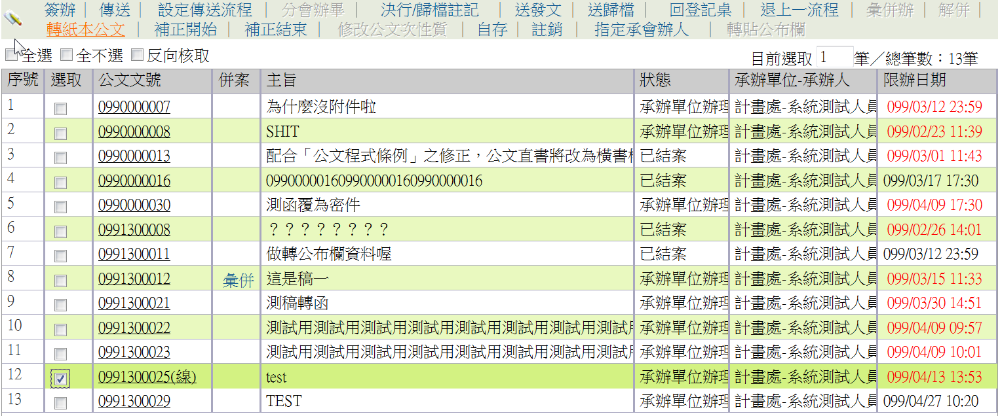 簽辦 │ 傳送 │ 設定傳送流程 │ 分會辦畢 │ 決行/歸檔註記 │ 送發文 │ 送歸檔 │ 回登記桌 │ 退上一流程 │ 彙併辦 │ 解併 │
轉紙本公文 │ 補正開始 │ 補正結束 │ 修改公文次性質 │ 自存 │ 註銷 │ 指定承會辦人 │ 轉貼公布欄
全選 全不選 反向核取 目前選取 1 筆／總筆數：13筆
序號 選取 公文文號 併案 主旨 狀態 承辦單位-承辦人 限辦日期
1 0990000007 為什麼沒附件啦 承辦單位辦理 計畫處-系統測試人員 099/03/12 23:59
2 0990000008 SHIT 承辦單位辦理 計畫處-系統測試人員 099/02/23 11:39
3 0990000013 配合「公文程式條例」之修正，公文直書將改為橫書 已結案 計畫處-系統測試人員 099/03/01 11:43
4 0990000016 099000001609900000160990000016 已結案 計畫處-系統測試人員 099/03/17 17:30
5 0990000030 測函覆為密件 承辦單位辦理 計畫處-系統測試人員 099/04/09 17:30
6 0991300008 ？？？？？？？？ 已結案 計畫處-系統測試人員 099/02/26 14:01
7 0991300011 做轉公布欄資料喔 已結案 計畫處-系統測試人員 099/03/12 23:59
8 0991300012 彙併 這是稿一 承辦單位辦理 計畫處-系統測試人員 099/03/15 11:33
9 0991300021 測稿轉函 承辦單位辦理 計畫處-系統測試人員 099/03/30 14:51
10 0991300022 測試用測試用測試用測試用測試用測試用測試用測試 承辦單位辦理 計畫處-系統測試人員 099/04/09 09:57
11 0991300023 測試用測試用測試用測試用測試用測試用測試用測試 承辦單位辦理 計畫處-系統測試人員 099/04/09 10:01
12 0991300025(線) test 承辦單位辦理 計畫處-系統測試人員 099/04/13 13:53
13 0991300029 TEST 承辦單位辦理 計畫處-系統測試人員 099/04/27 10:20